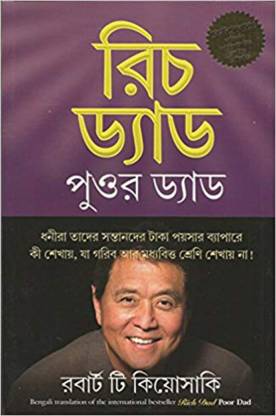 রিচ
ড্যাড
পুওর ড্যাড
ধনীরা তাদের সন্তানদের টাকা পয়সার ব্যাপারে
কী শেখায়, যা গরিব আর মধ্যবিত্ত শ্রেণি শেখায় না!
রবার্ট টি কিয়োসাকি
Bengali translation of the international bestseller Rich Dad Poor Dad